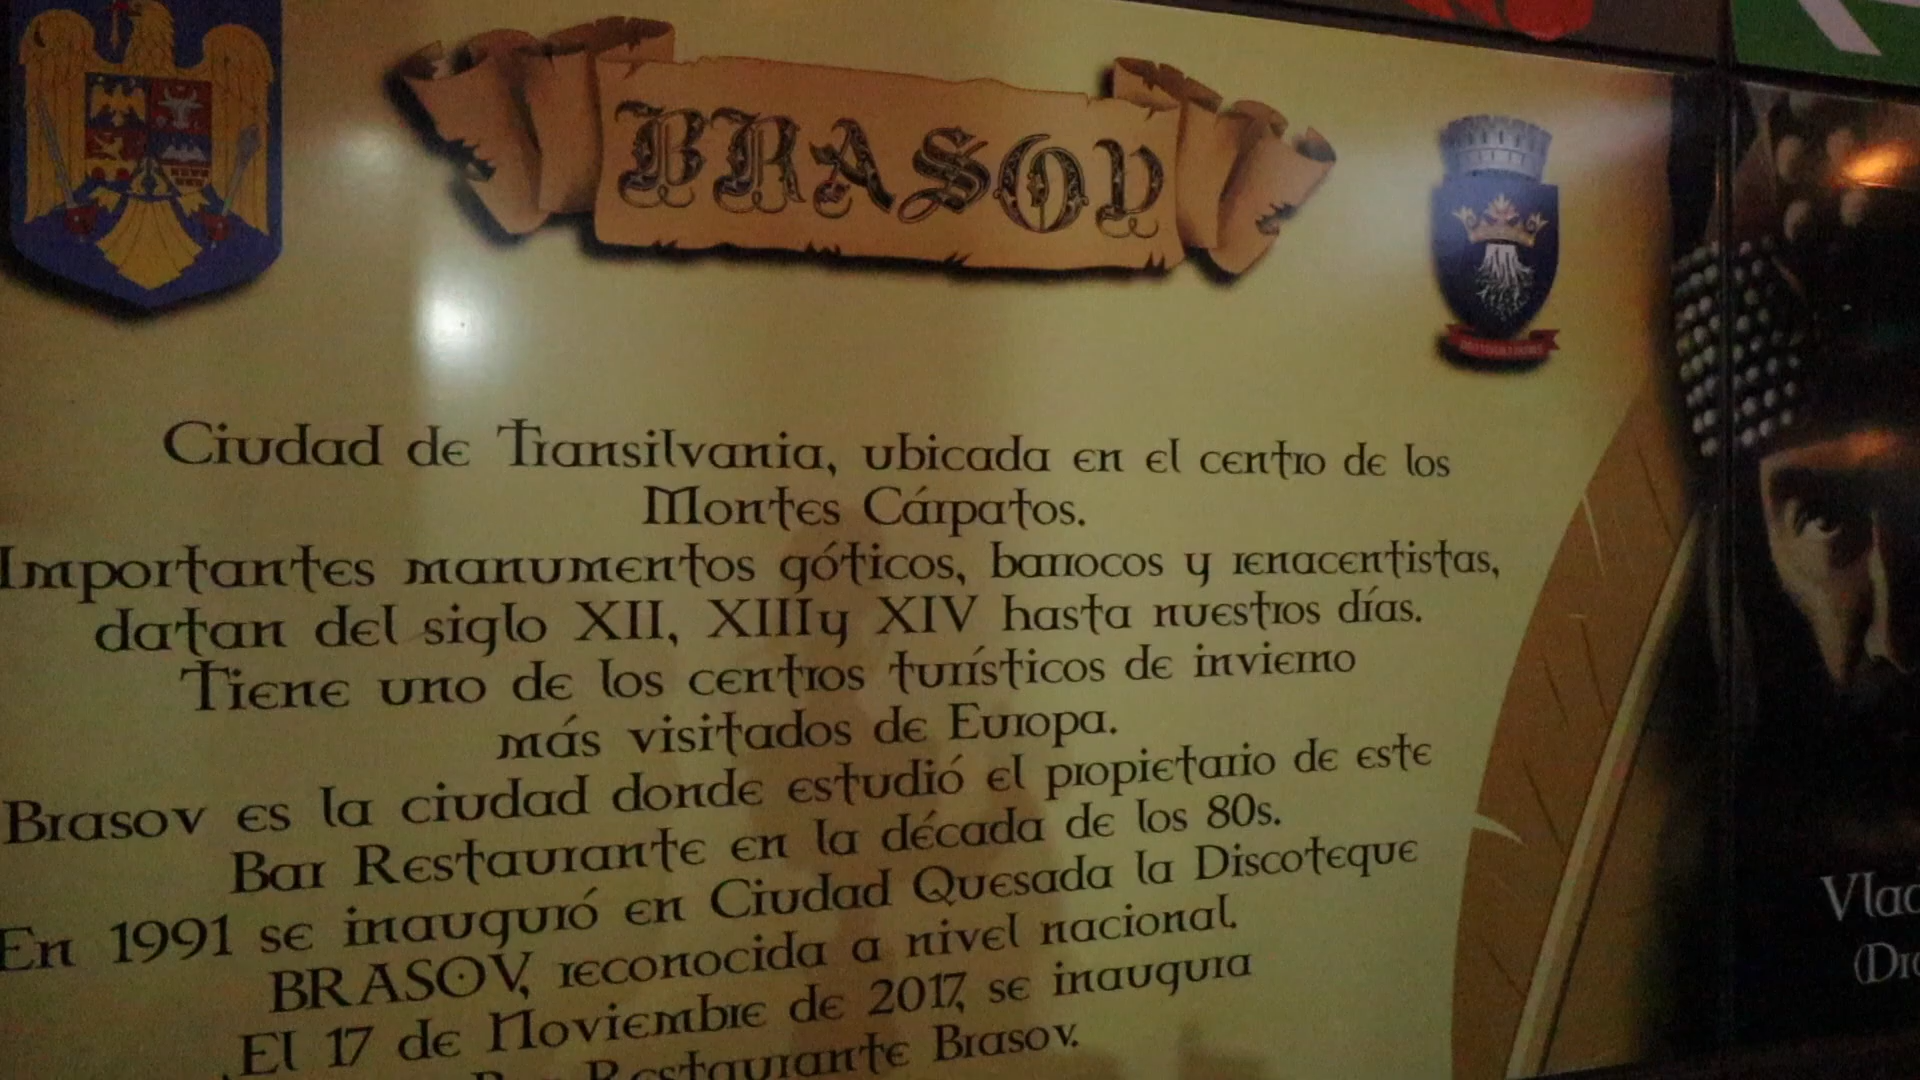 BRASOV
Ciudad de Transilvania, ubicada en el centro de los
Montes Cárpatos.
Importantes manumentos góticos, barrocos y renacentistas,
datan del siglo XII, XIII y XIV hasta nuestros días.
Tiene uno de los centros turísticos de invierno
más visitados de Europa.
Brasov es la ciudad donde estudió el propietario de este
Bar Restaurante en la década de los 80s.
En 1991 se inauguró en Ciudad Quesada la Discoteque
BRASOV, reconocida a nivel nacional.
El 17 de Noviembre de 2017, se inaugura
Bar Restaurante Brasov.
Vlad